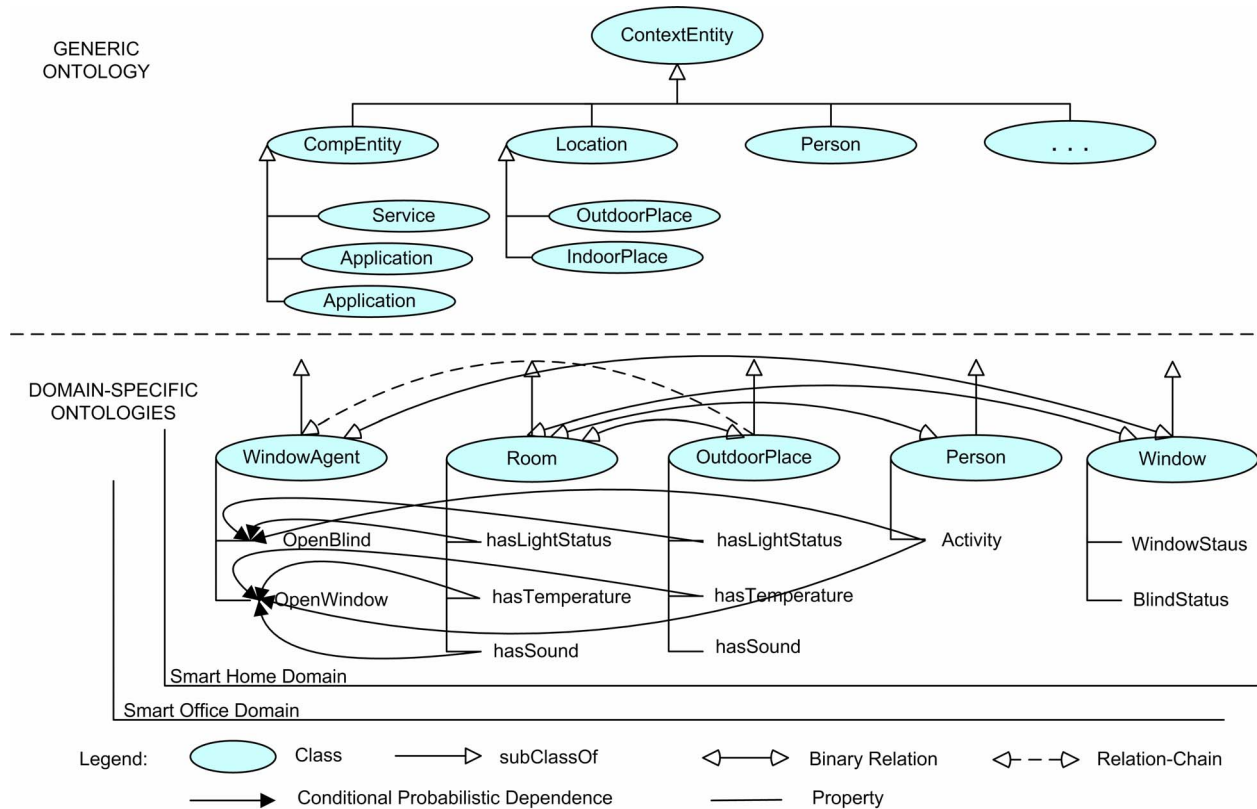 GENERIC
ONTOLOGY
ContextEntity
CompEntity
Location
Person
. . .
Service
OutdoorPlace
Application
IndoorPlace
Application
DOMAIN-SPECIFIC
ONTOLOGIES
WindowAgent
Room
OutdoorPlace
Person
Window
OpenBlind
hasLightStatus
hasLightStatus
Activity
WindowStaus
OpenWindow
hasTemperature
hasTemperature
BlindStatus
hasSound
hasSound
Smart Home Domain
Smart Office Domain
Legend:
Class
subClassOf
Binary Relation
Relation-Chain
Conditional Probabilistic Dependence
Property